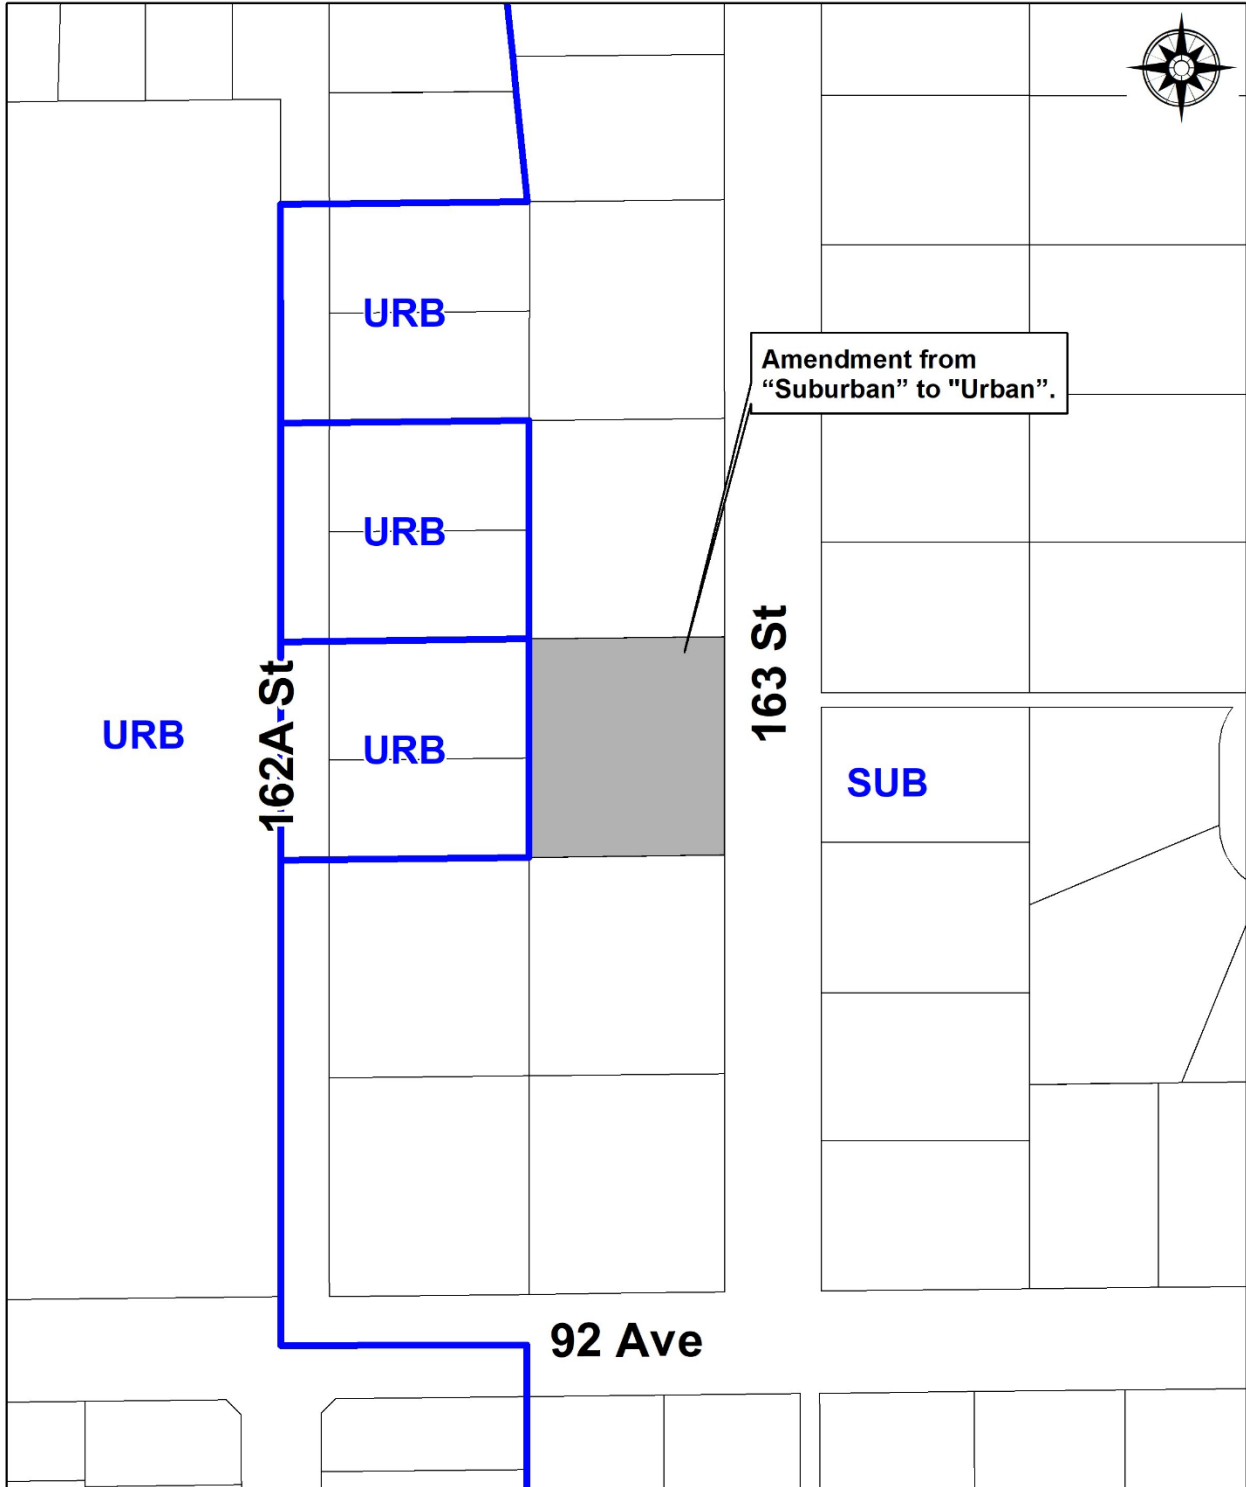 URB
Amendment from
“Suburban” to "Urban”.
URB
163 St
162A St
URB
URB
SUB
92 Ave